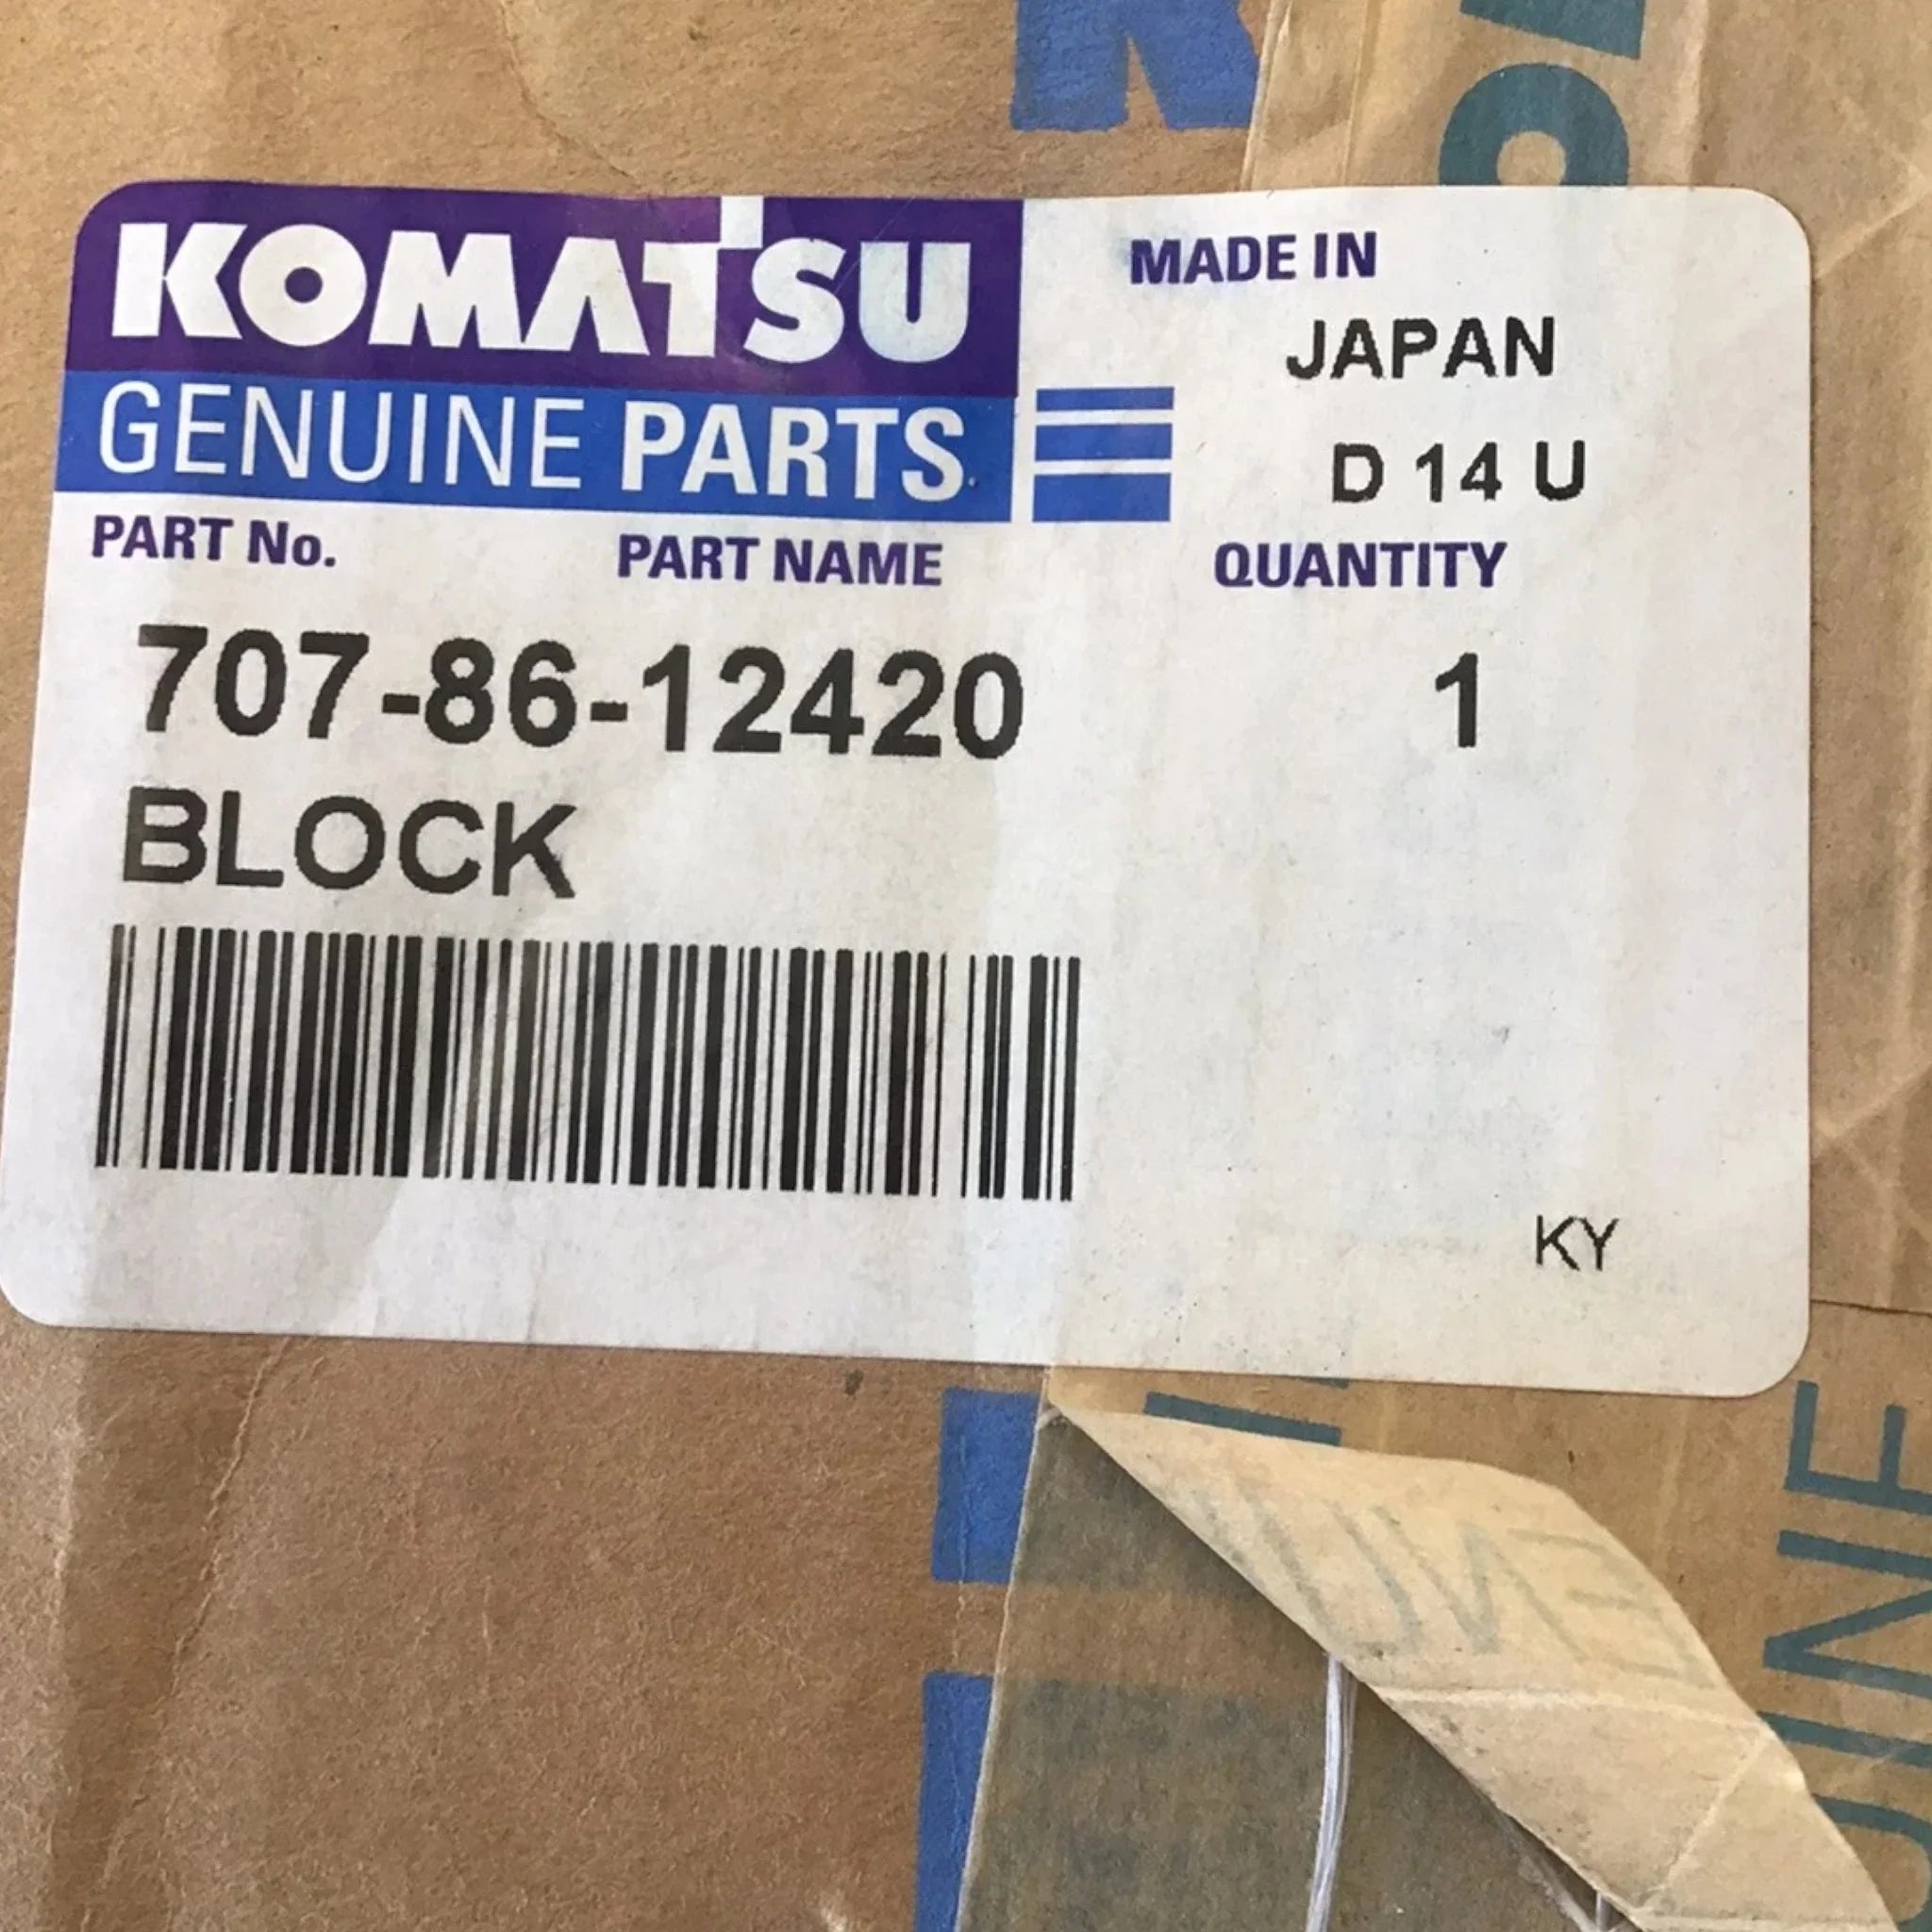 KOMATSU
GENUINE PARTS
MADE IN
JAPAN
D 14 U
PART No. PART NAME QUANTITY
707-86-12420 1
BLOCK
KY